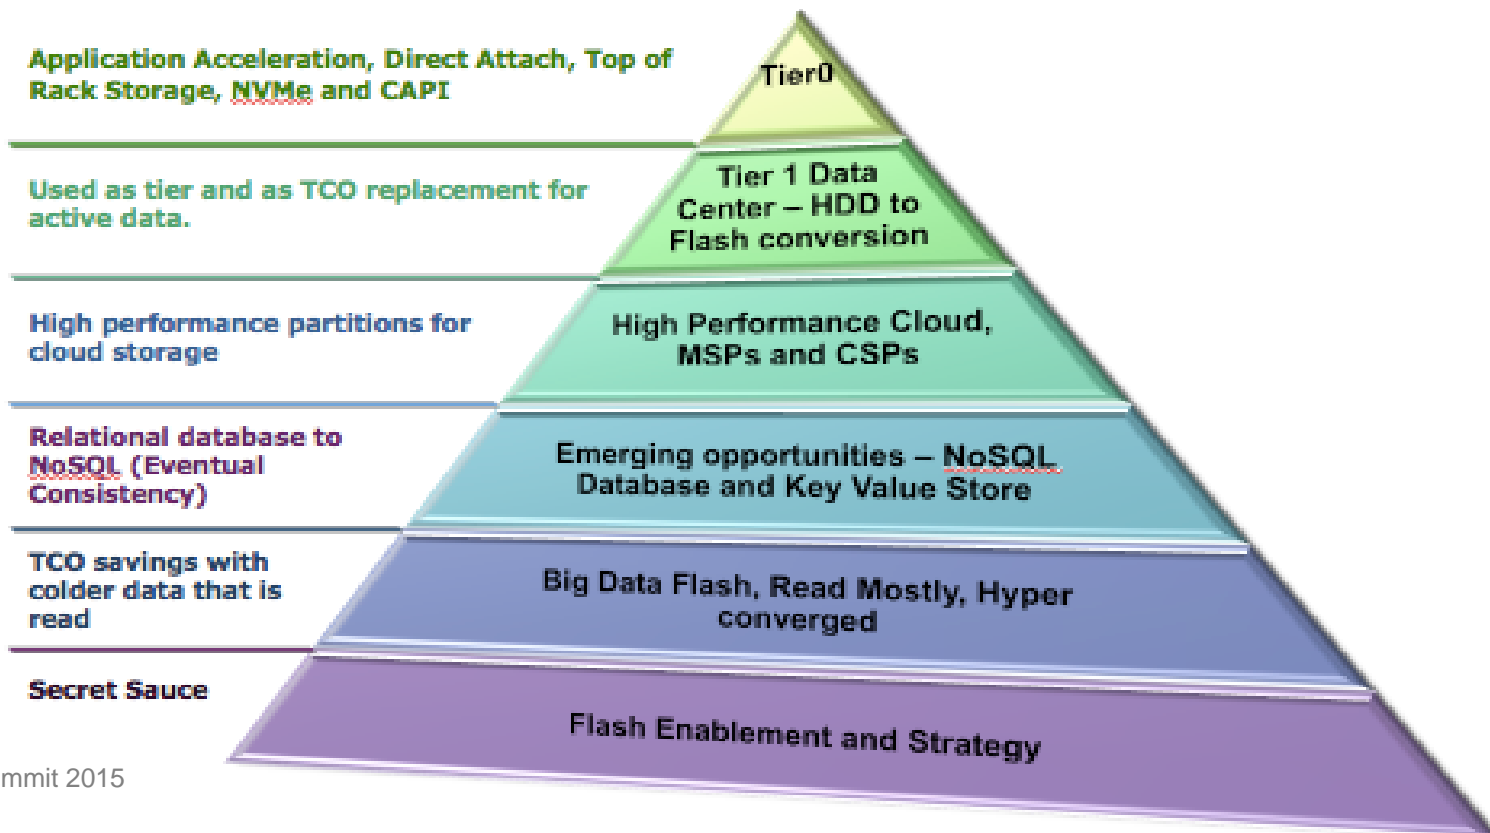 Application Acceleration, Direct Attach, Top of
Rack Storage, NVMe and CAPI
Tier0
Used as tier and as TCO replacement for
active data.
Tier 1 Data
Center – HDD to
Flash conversion
High performance partitions for
cloud storage
High Performance Cloud,
MSPs and CSPs
Relational database to
NoSQL (Eventual
Consistency)
Emerging opportunities – NoSQL
Database and Key Value Store
TCO savings with
colder data that is
read
Big Data Flash, Read Mostly, Hyper
converged
Secret Sauce
Flash Enablement and Strategy
mmit 2015